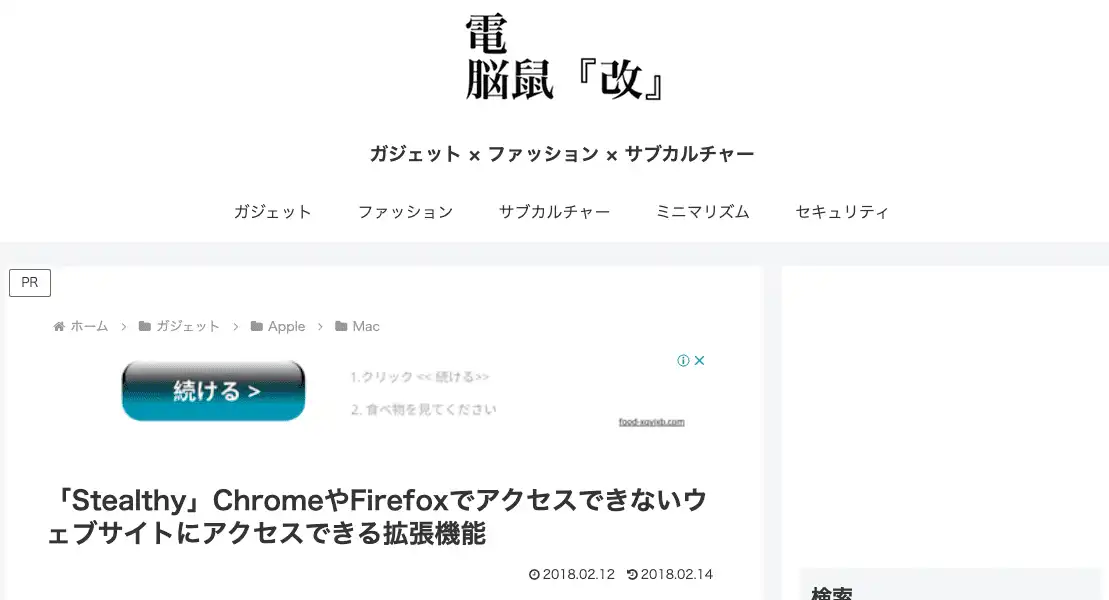 電
脳鼠『改』
ガジェット × ファッション × サブカルチャー
ガジェット ファッション サブカルチャー ミニマリズム セキュリティ
PR
ホーム > ガジェット > Apple > Mac
続ける >
1.クリック << 続ける>>
2. 食べ物を見てください
「Stealthy」ChromeやFirefoxでアクセスできないウ
ェブサイトにアクセスできる拡張機能
2018.02.12 2018.02.14
検索